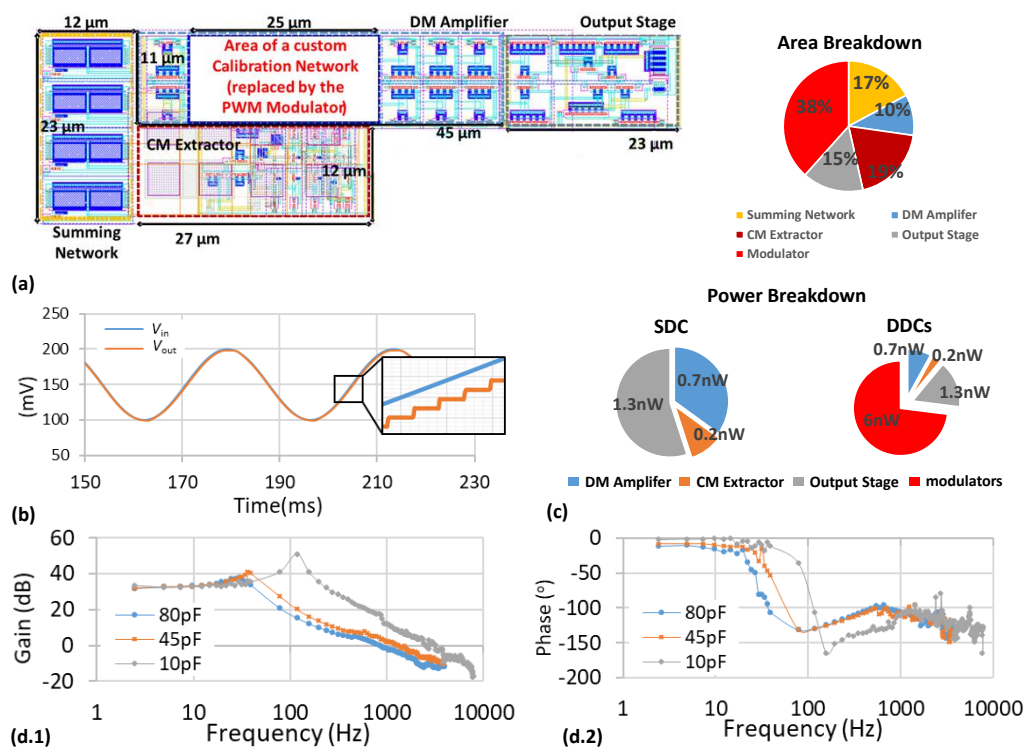 12 μm
25 μm
DM Amplifier
Output Stage
11 μm
Area of a custom
Calibration Network
(replaced by the
PWM Modulator)
23 μm
45 μm
23 μm
CM Extractor
12 μm
Summing
Network
27 μm
(a)
Area Breakdown
17%
10%
19%
15%
38%
Summing Network
DM Amplifer
CM Extractor
Output Stage
Modulator
250
200
150
100
50
(mV)
Vin
Vout
150
170
190
210
230
Time(ms)
(b)
Power Breakdown
SDC
DDCs
0.7nW
0.2nW
1.3nW
0.7nW
0.2nW
1.3nW
6nW
DM Amplifer
CM Extractor
Output Stage
modulators
(c)
60
40
20
0
-20
Gain (dB)
80pF
45pF
10pF
1
10
100
1000
10000
Frequency (Hz)
(d.1)
0
-50
-100
-150
-200
Phase (°)
80pF
45pF
10pF
1
10
100
1000
10000
Frequency (Hz)
(d.2)